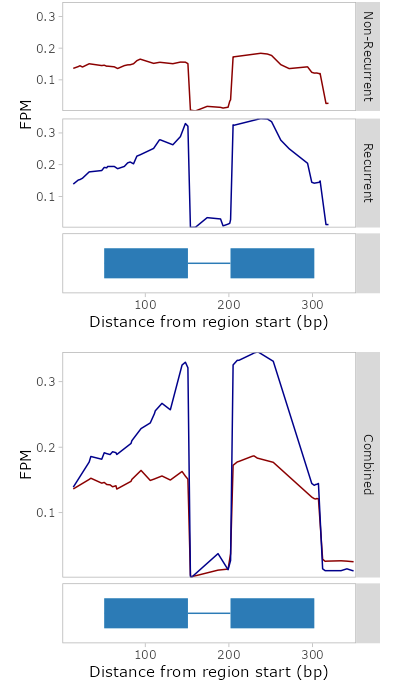 0.3
0.2
0.1
Non-Recurrent
FPM
0.3
0.2
0.1
Recurrent
100
200
300
Distance from region start (bp)
0.3
0.2
0.1
FPM
Combined
100
200
300
Distance from region start (bp)